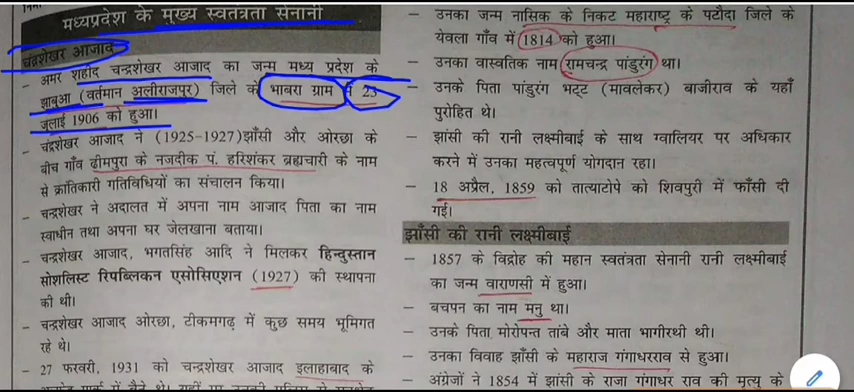 मध्यप्रदेश के मुख्य स्वतंत्रता सेनानी
चंद्रशेखर आजाद
– अमर शहीद चन्द्रशेखर आजाद का जन्म मध्य प्रदेश के
झाबुआ (वर्तमान अलीराजपुर) जिले के भाबरा ग्राम में 23
जुलाई 1906 को हुआ।
– चंद्रशेखर आजाद ने (1925-1927) झाँसी और ओरछा के
बीच गाँव ढीमपुरा के नजदीक पं. हरिशंकर ब्रह्मचारी के नाम
से क्रांतिकारी गतिविधियों का संचालन किया।
– चन्द्रशेखर ने अदालत में अपना नाम आजाद पिता का नाम
स्वाधीन तथा अपना घर जेलखाना बताया।
– चन्द्रशेखर आजाद, भगतसिंह आदि ने मिलकर हिन्दुस्तान
सोशलिस्ट रिपब्लिकन एसोसिएशन (1927) की स्थापना
की थी।
– चन्द्रशेखर आजाद ओरछा, टीकमगढ़ में कुछ समय भूमिगत
रहे थे।
– 27 फरवरी, 1931 को चन्द्रशेखर आजाद इलाहाबाद के
उनका जन्म नासिक के निकट महाराष्ट्र के पटौदा जिले के
येवला गाँव में 1814 को हुआ।
– उनका वास्वतिक नाम रामचन्द्र पांडुरंग था।
– उनके पिता पांडुरंग भट्ट (मावलेकर) बाजीराव के यहाँ
पुरोहित थे।
– झाँसी की रानी लक्ष्मीबाई के साथ ग्वालियर पर अधिकार
करने में उनका महत्वपूर्ण योगदान रहा।
– 18 अप्रैल, 1859 को तात्याटोपे को शिवपुरी में फाँसी दी
गई।
झाँसी की रानी लक्ष्मीबाई
– 1857 के विद्रोह की महान स्वतंत्रता सेनानी रानी लक्ष्मीबाई
का जन्म वाराणसी में हुआ।
– बचपन का नाम मनु था।
– उनके पिता मोरोपन्त तांबे और माता भागीरथी थी।
– उनका विवाह झाँसी के महाराज गंगाधरराव से हुआ।
– अंग्रेजों ने 1854 में झांसी के राजा गंगाधर राव की मृत्यु के